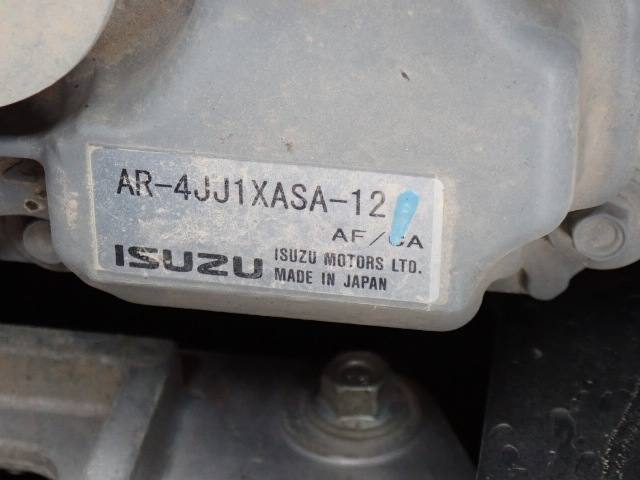 AR-4JJ1XASA-12
AF/CA
ISUZU ISUZU MOTORS LTD.
MADE IN JAPAN